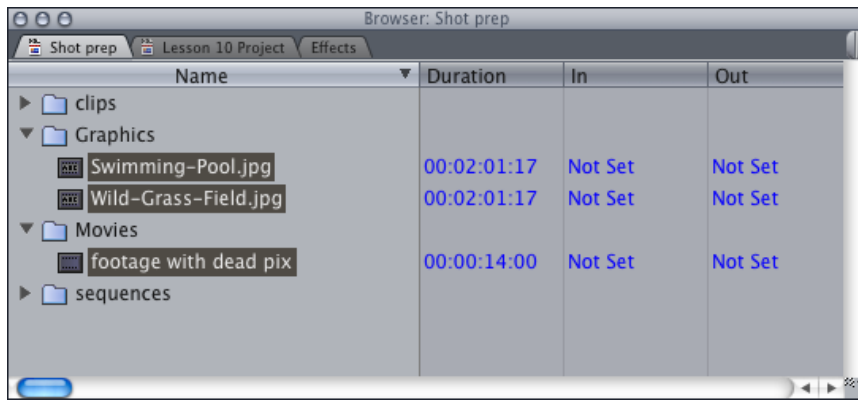 Browser: Shot prep
Shot prep Lesson 10 Project Effects
Name Duration In Out
clips
Graphics
Swimming-Pool.jpg 00:02:01:17 Not Set Not Set
Wild-Grass-Field.jpg 00:02:01:17 Not Set Not Set
Movies
footage with dead pix 00:00:14:00 Not Set Not Set
sequences